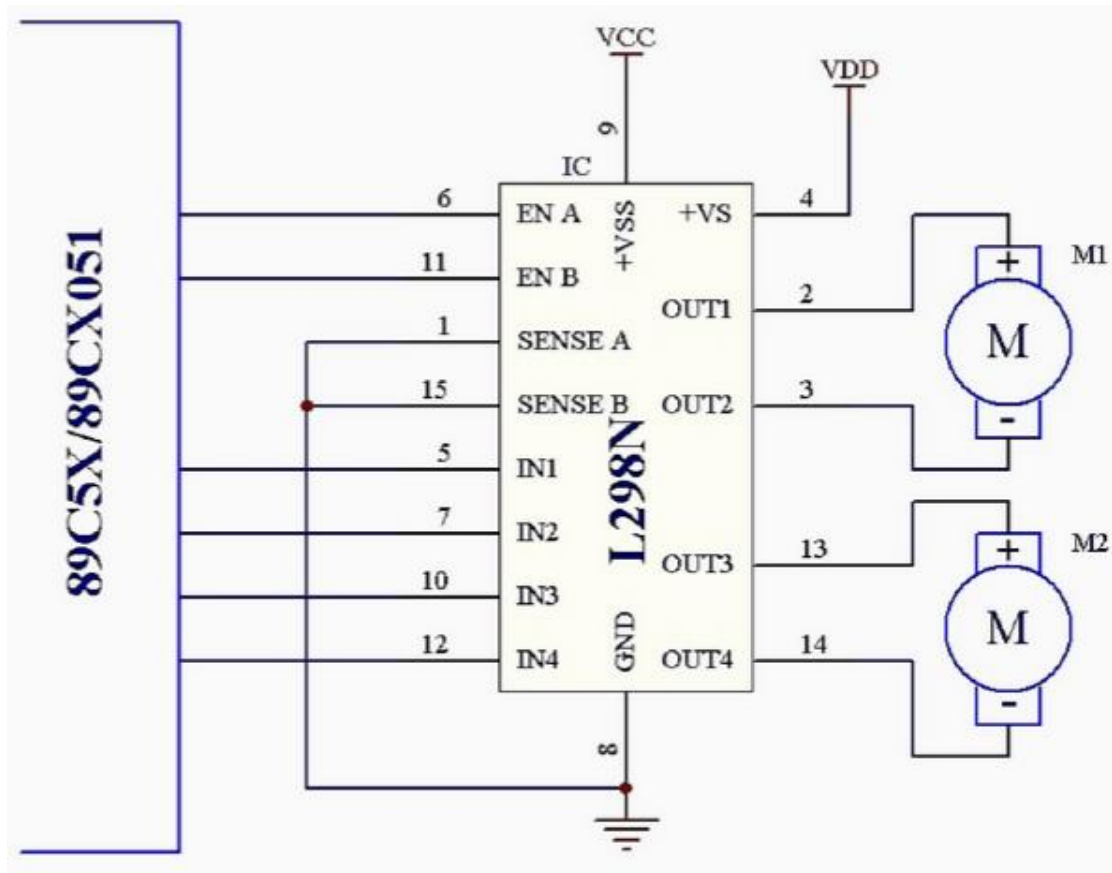 VCC
VDD
9
IC
6
EN A
+VSS
+VS
4
11
EN B
M1
+
1
SENSE A
OUT1
2
M
15
SENSE B
OUT2
3
-
5
IN1
7
IN2
M2
+
10
IN3
OUT3
13
M
12
IN4
GND
OUT4
14
-
8
89C5X/89CX051
L298N